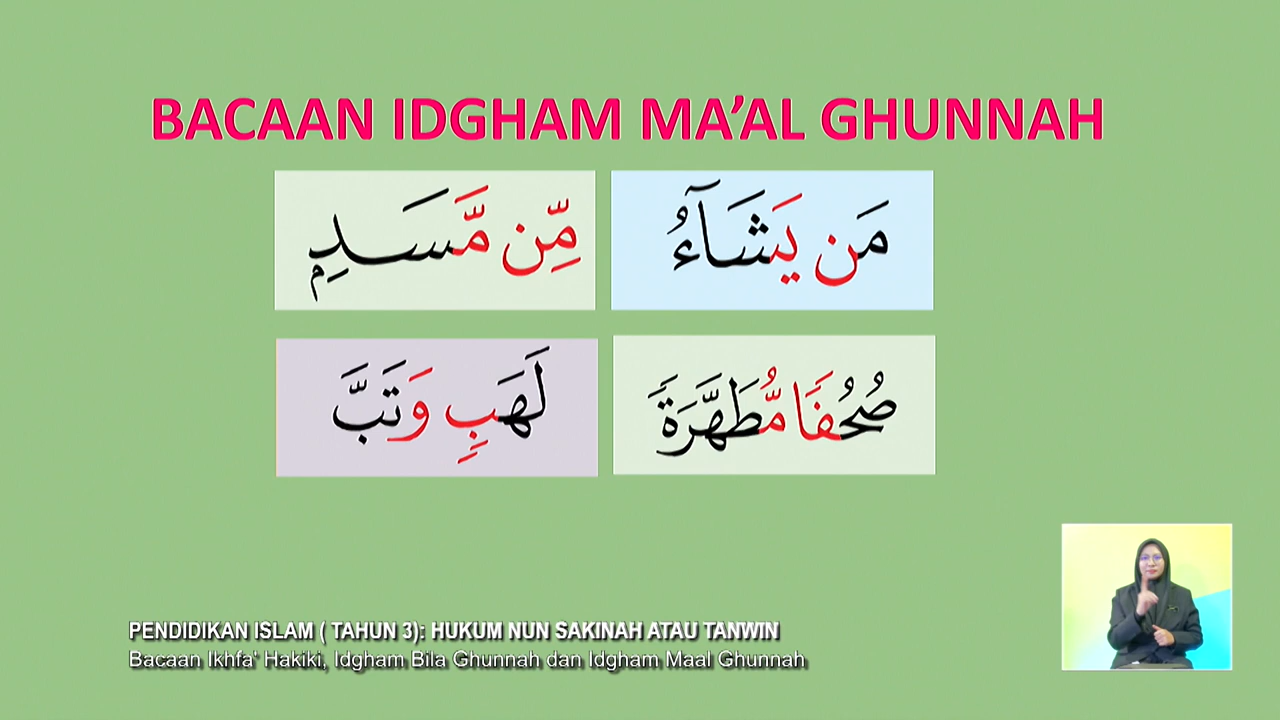 BACAAN IDGHAM MA’AL GHUNNAH
مِّن مَّسَدِۭ
مَن يَشَآءُ
لَهَبٍ وَتَبَّ
صُحُفًا مُّطَهَّرَةً
PENDIDIKAN ISLAM ( TAHUN 3): HUKUM NUN SAKINAH ATAU TANWIN
Bacaan Ikhfa' Hakiki, Idgham Bila Ghunnah dan Idgham Maal Ghunnah